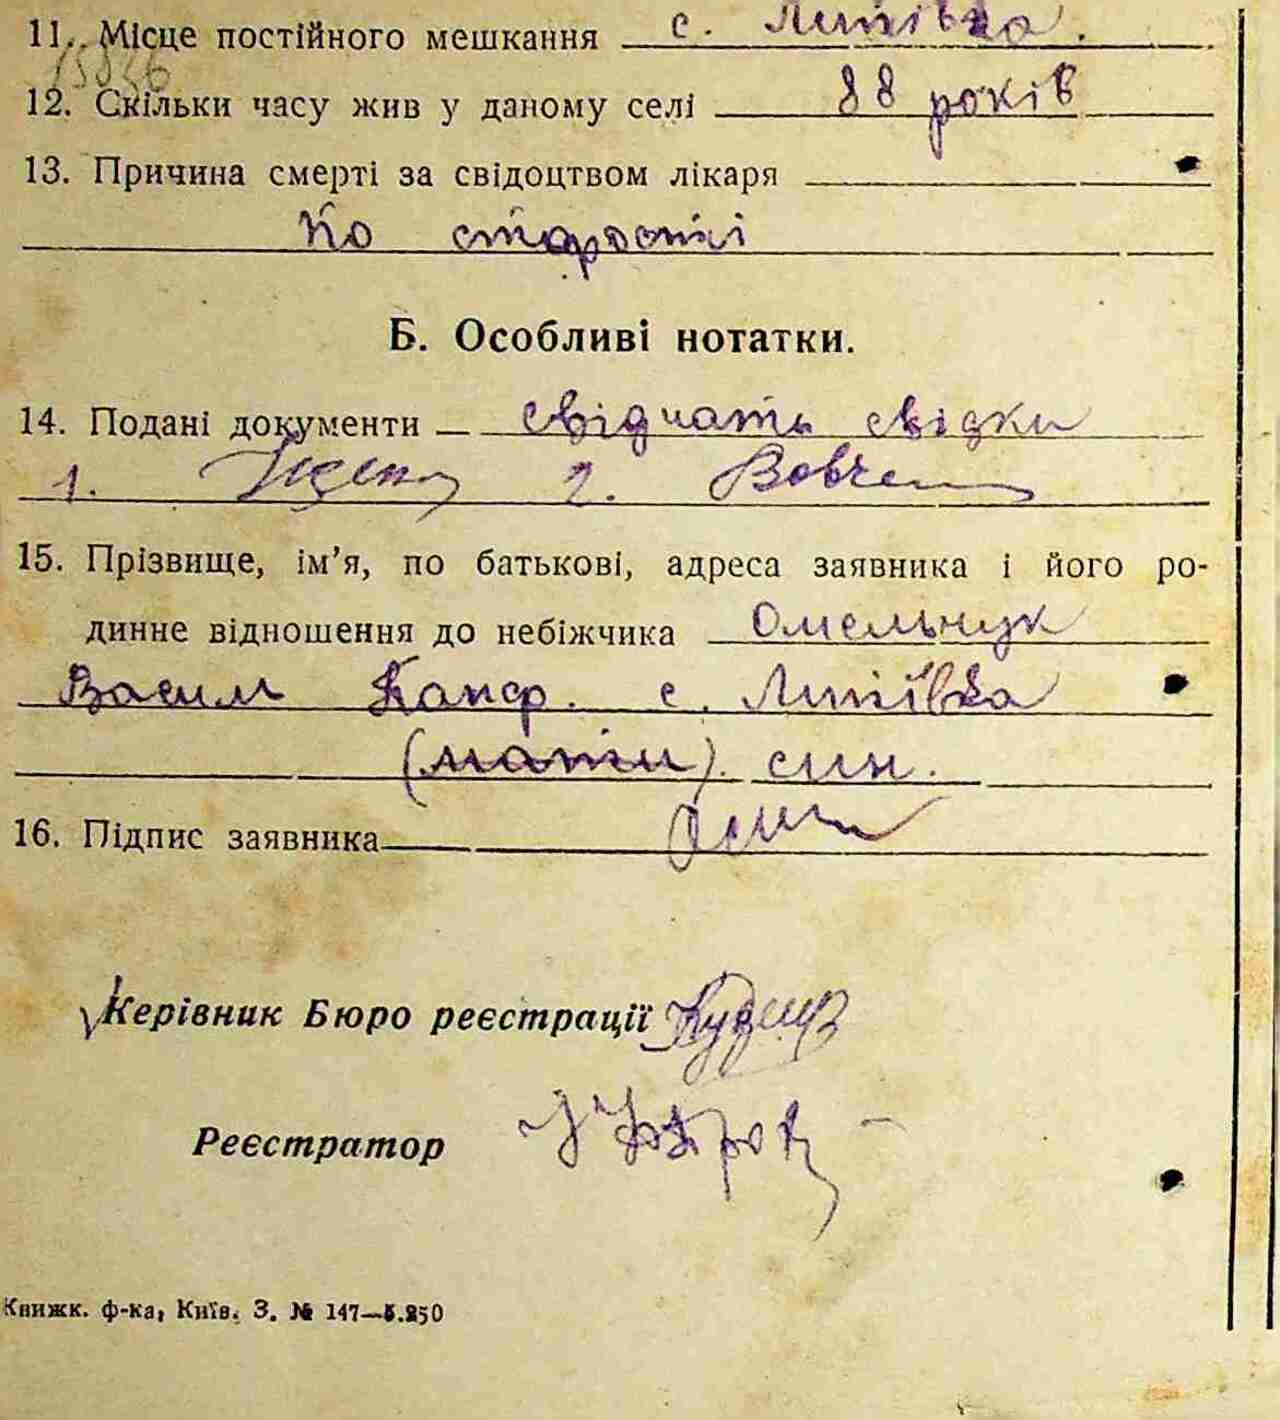 11. Місце постійного мешкання с. Липівка.
12. Скільки часу жив у даному селі 88 років
13. Причина смерті за свідоцтвом лікаря
по старості
Б. Особливі нотатки.
14. Подані документи свідчать свідки
1. 2. Вовчен
15. Прізвище, ім’я, по батькові, адреса заявника і його ро-
динне відношення до небіжчика Омельчук
Василь Панф. с. Липівка
(мати). син.
16. Підпис заявника
Керівник Бюро реєстрації
Реєстратор
Книжк. ф-ка, Київ. З. № 147—5.250